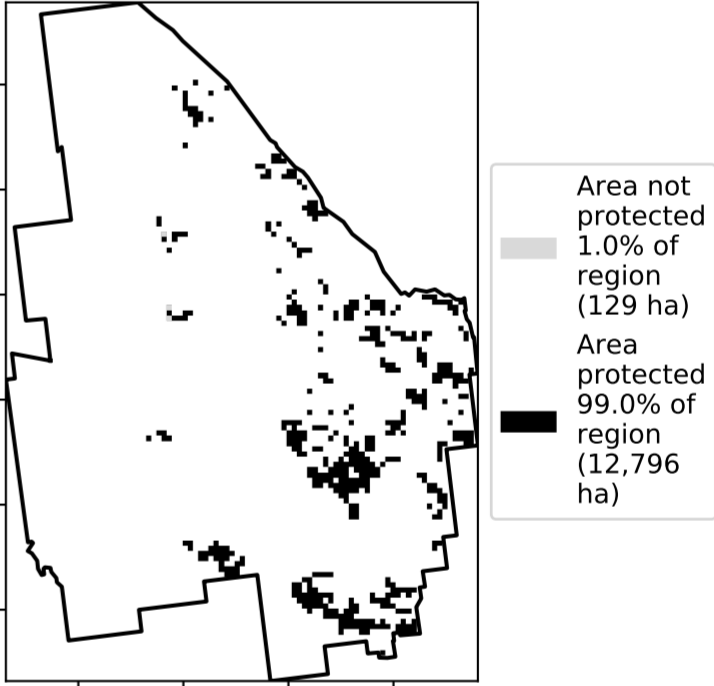 Area not
protected
1.0% of
region
(129 ha)
Area
protected
99.0% of
region
(12,796
ha)